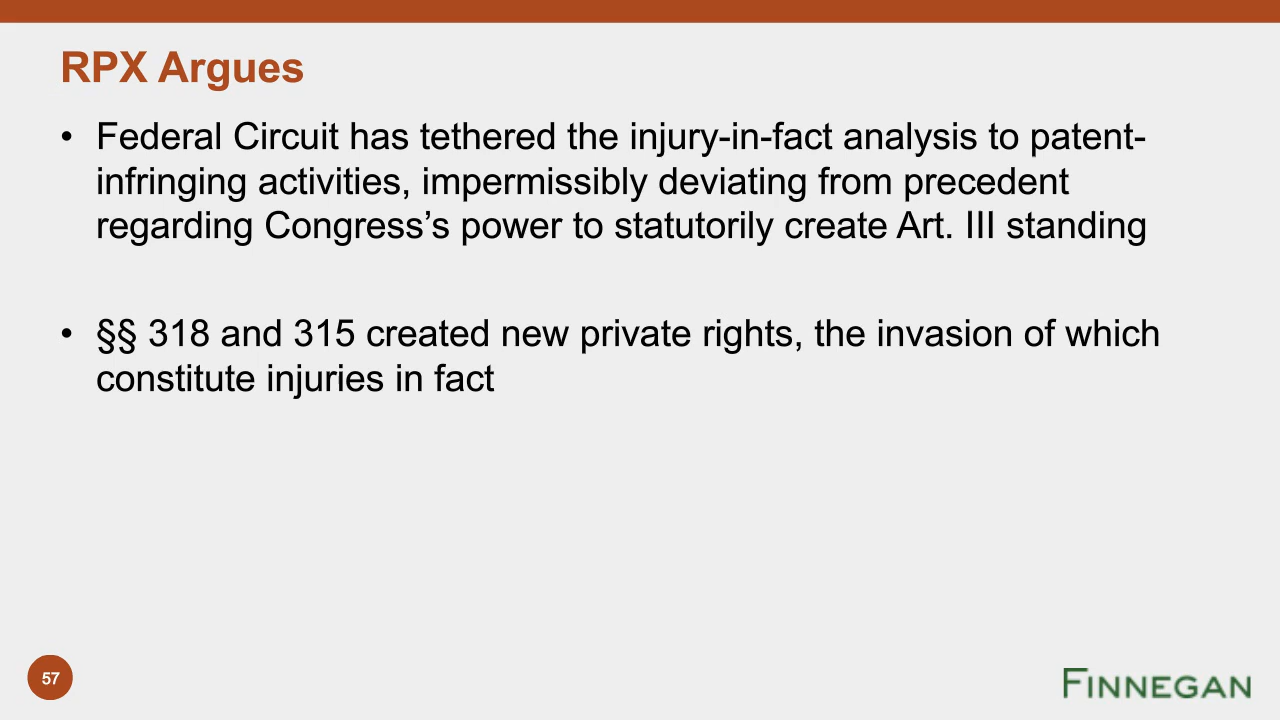 RPX Argues
• Federal Circuit has tethered the injury-in-fact analysis to patent-
infringing activities, impermissibly deviating from precedent
regarding Congress’s power to statutorily create Art. III standing
• §§ 318 and 315 created new private rights, the invasion of which
constitute injuries in fact
57
FINNEGAN